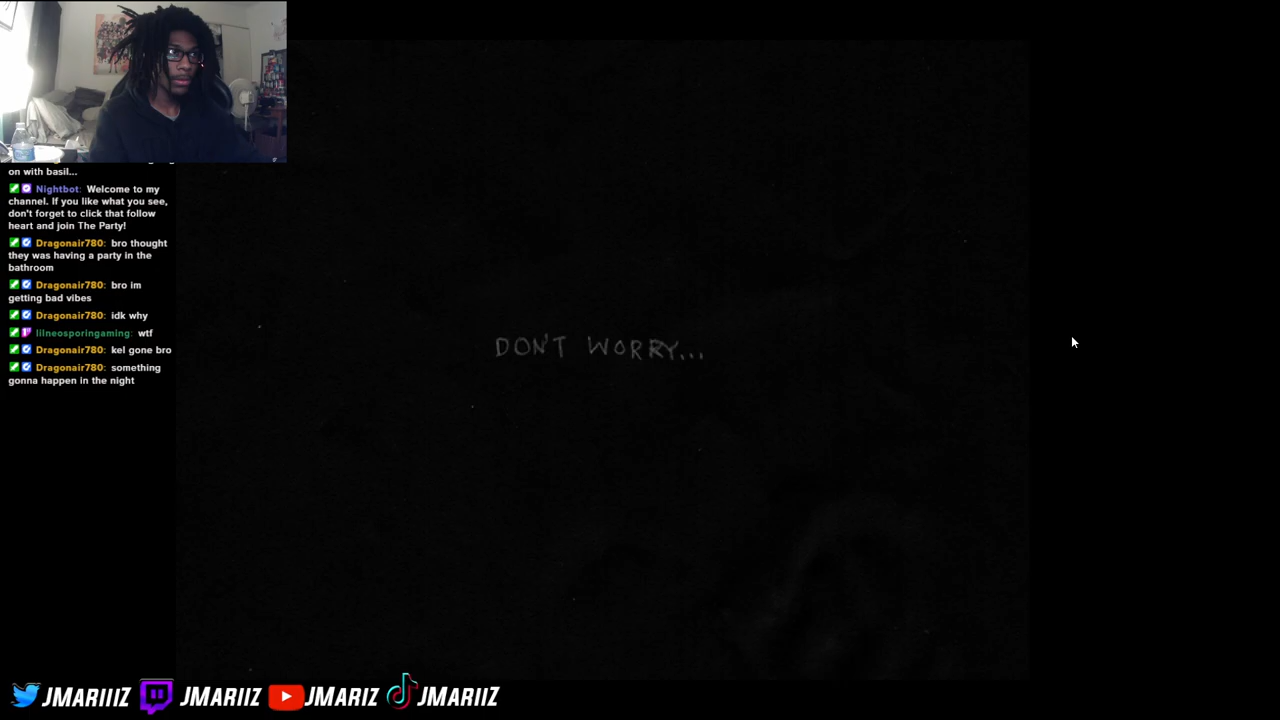 on with basil...
Nightbot: Welcome to my
channel. If you like what you see,
don't forget to click that follow
heart and join The Party!
Dragonair780: bro thought
they was having a party in the
bathroom
Dragonair780: bro im
getting bad vibes
Dragonair780: idk why
lilneosporingaming: wtf
Dragonair780: kel gone bro
Dragonair780: something
gonna happen in the night
DON'T WORRY...
JMARIIIZ JMARIIZ JMARIZ JMARIIZ